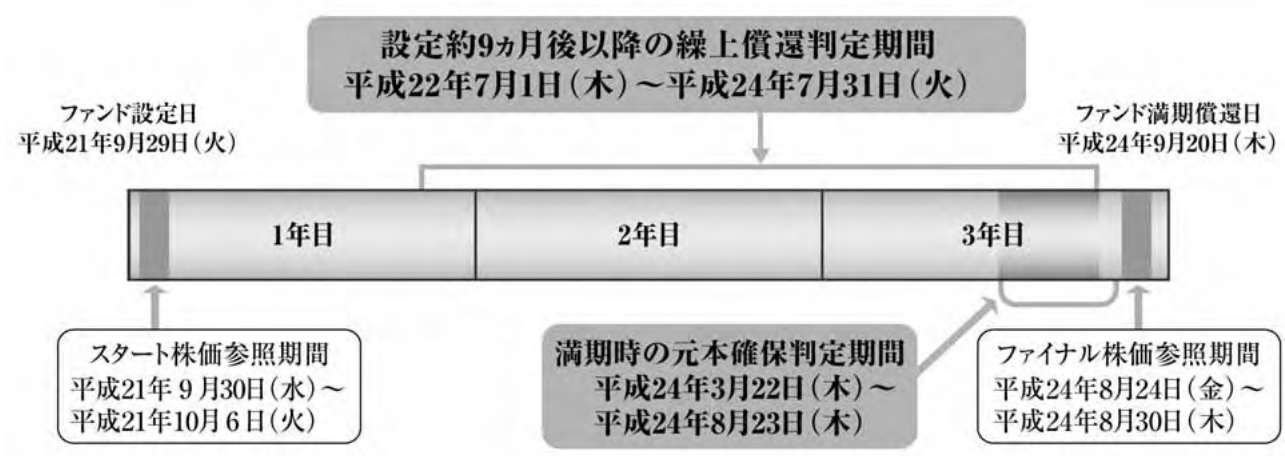 設定約9ヵ月後以降の繰上償還判定期間
平成22年7月1日(木)～平成24年7月31日(火)
ファンド設定日
平成21年9月29日(火)
ファンド満期償還日
平成24年9月20日(木)
1年目
2年目
3年目
スタート株価参照期間
平成21年9月30日(水)～
平成21年10月6日(火)
満期時の元本確保判定期間
平成24年3月22日(木)～
平成24年8月23日(木)
ファイナル株価参照期間
平成24年8月24日(金)～
平成24年8月30日(木)